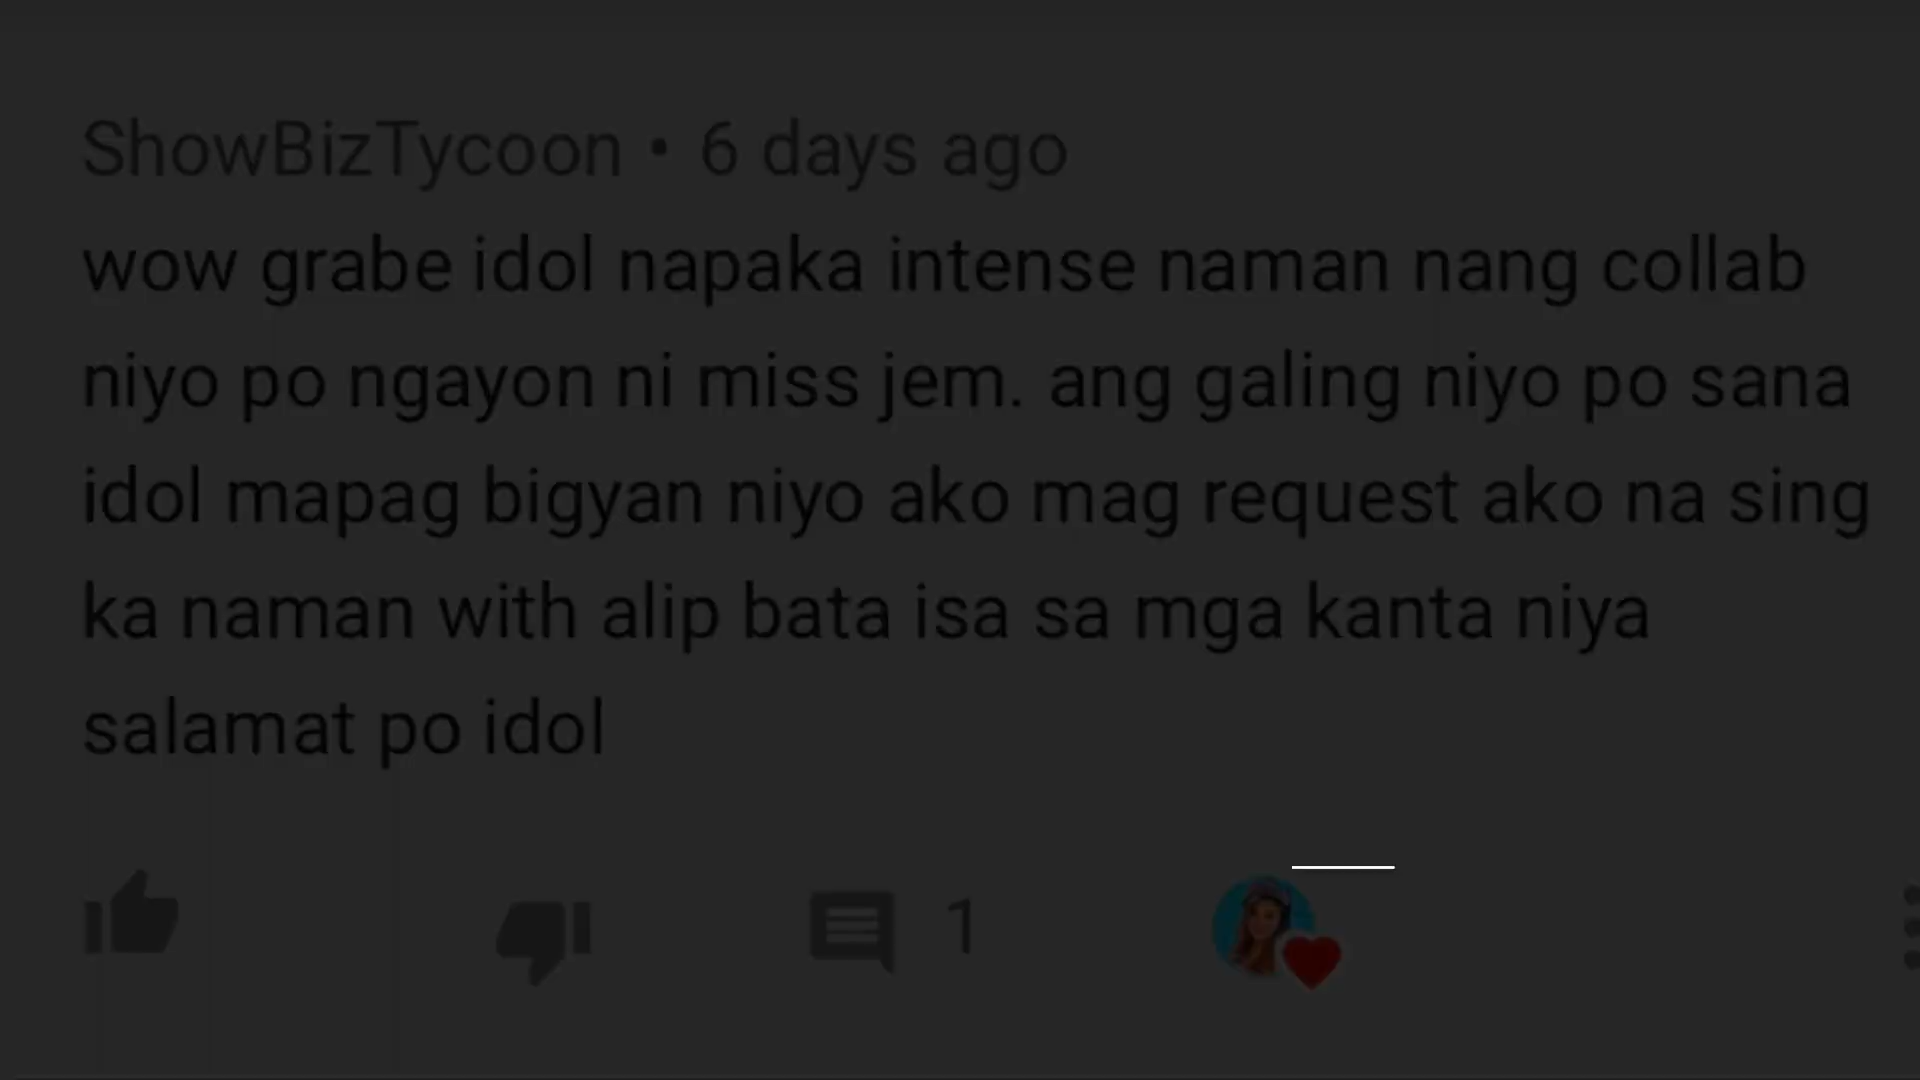 ShowBizTycoon • 6 days ago
wow grabe idol napaka intense naman nang collab
niyo po ngayon ni miss jem. ang galing niyo po sana
idol mapag bigyan niyo ako mag request ako na sing
ka naman with alip bata isa sa mga kanta niya
salamat po idol
1